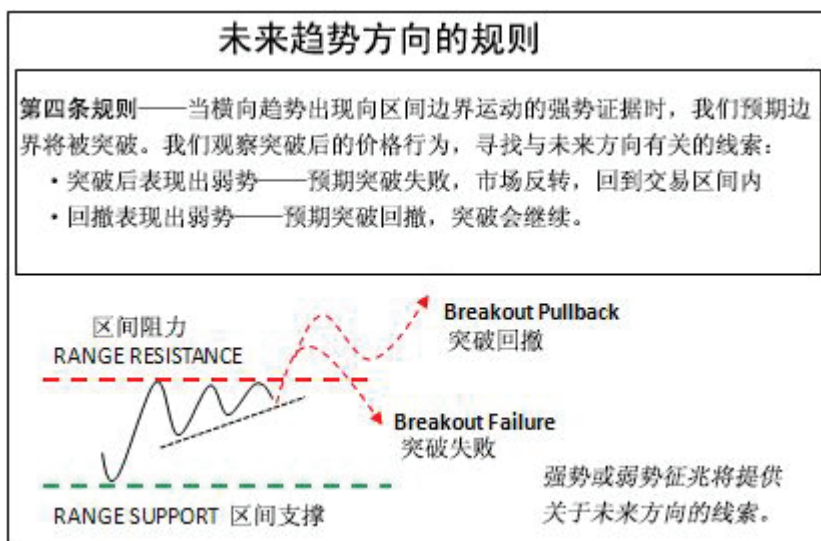 未来趋势方向的规则
第四条规则——当横向趋势出现向区间边界运动的强势证据时，我们预期边
界将被突破。我们观察突破后的价格行为，寻找与未来方向有关的线索：
• 突破后表现出弱势——预期突破失败，市场反转，回到交易区间内
• 回撤表现出弱势——预期突破回撤，突破会继续。
区间阻力
RANGE RESISTANCE
Breakout Pullback
突破回撤
Breakout Failure
突破失败
RANGE SUPPORT 区间支撑
强势或弱势征兆将提供
关于未来方向的线索。